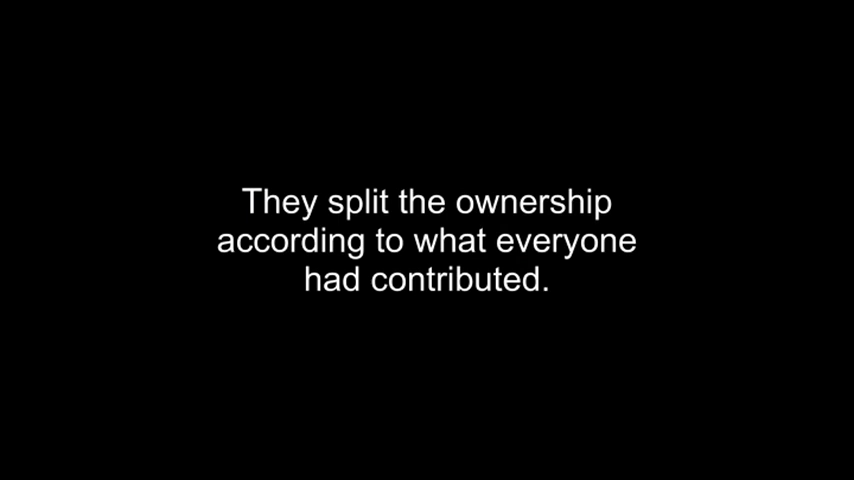 They split the ownership
according to what everyone
had contributed.